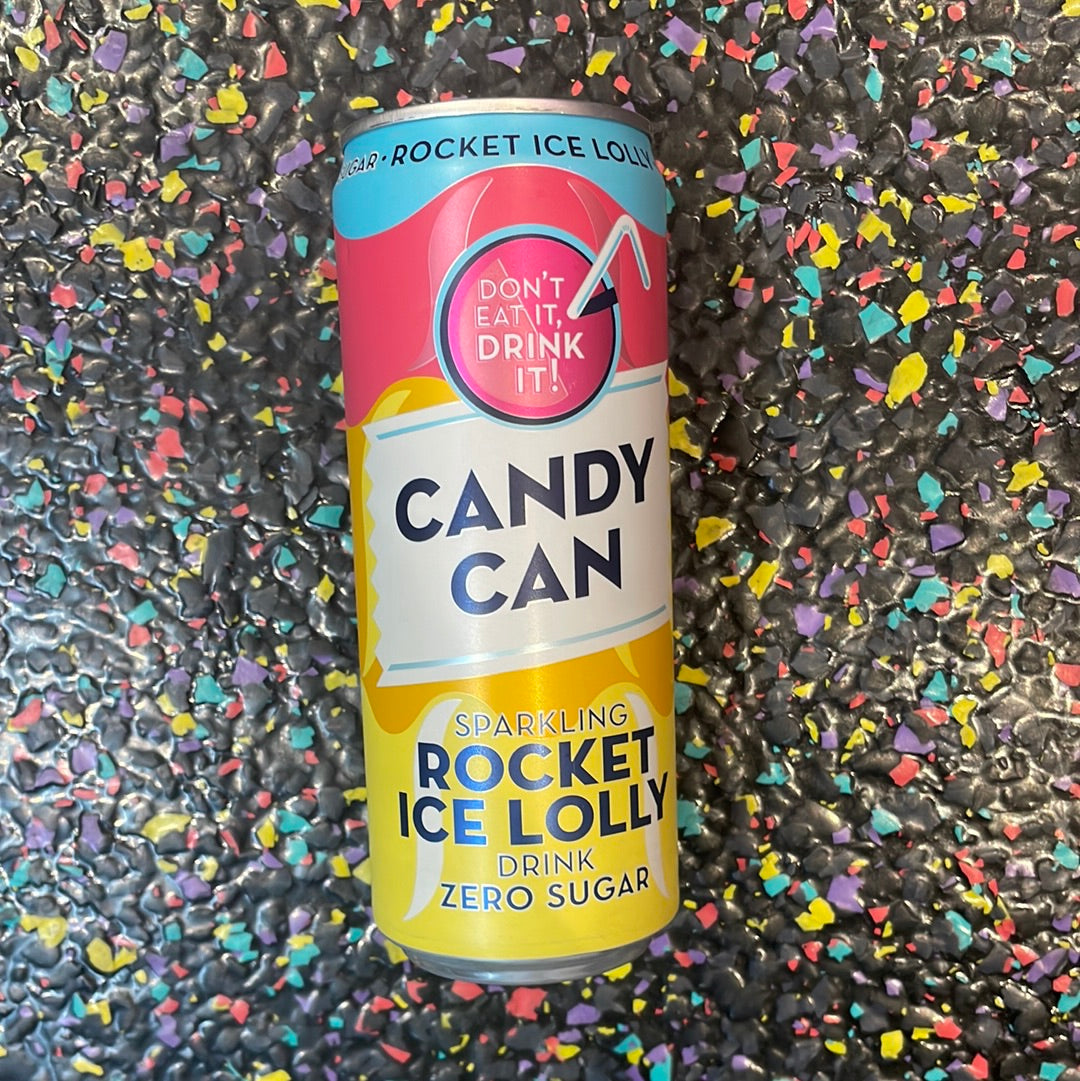 · ROCKET ICE LOLLY
DON'T
EAT IT,
DRINK
IT!
CANDY
CAN
SPARKLING
ROCKET
ICE LOLLY
DRINK
ZERO SUGAR